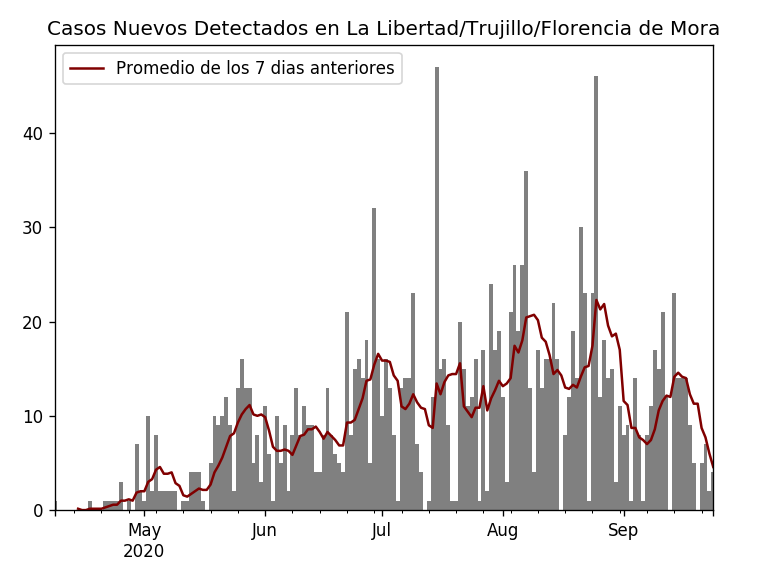 Casos Nuevos Detectados en La Libertad/Trujillo/Florencia de Mora
Promedio de los 7 dias anteriores
40
30
20
10
0
May Jun Jul Aug Sep
2020